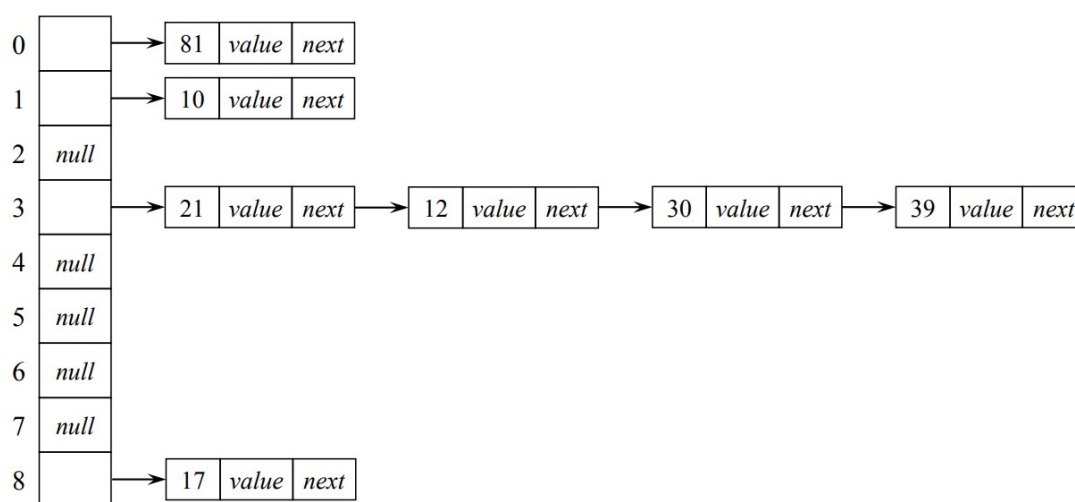 0 81 value next
1 10 value next
2 null
3 21 value next 12 value next 30 value next 39 value next
4 null
5 null
6 null
7 null
8 17 value next